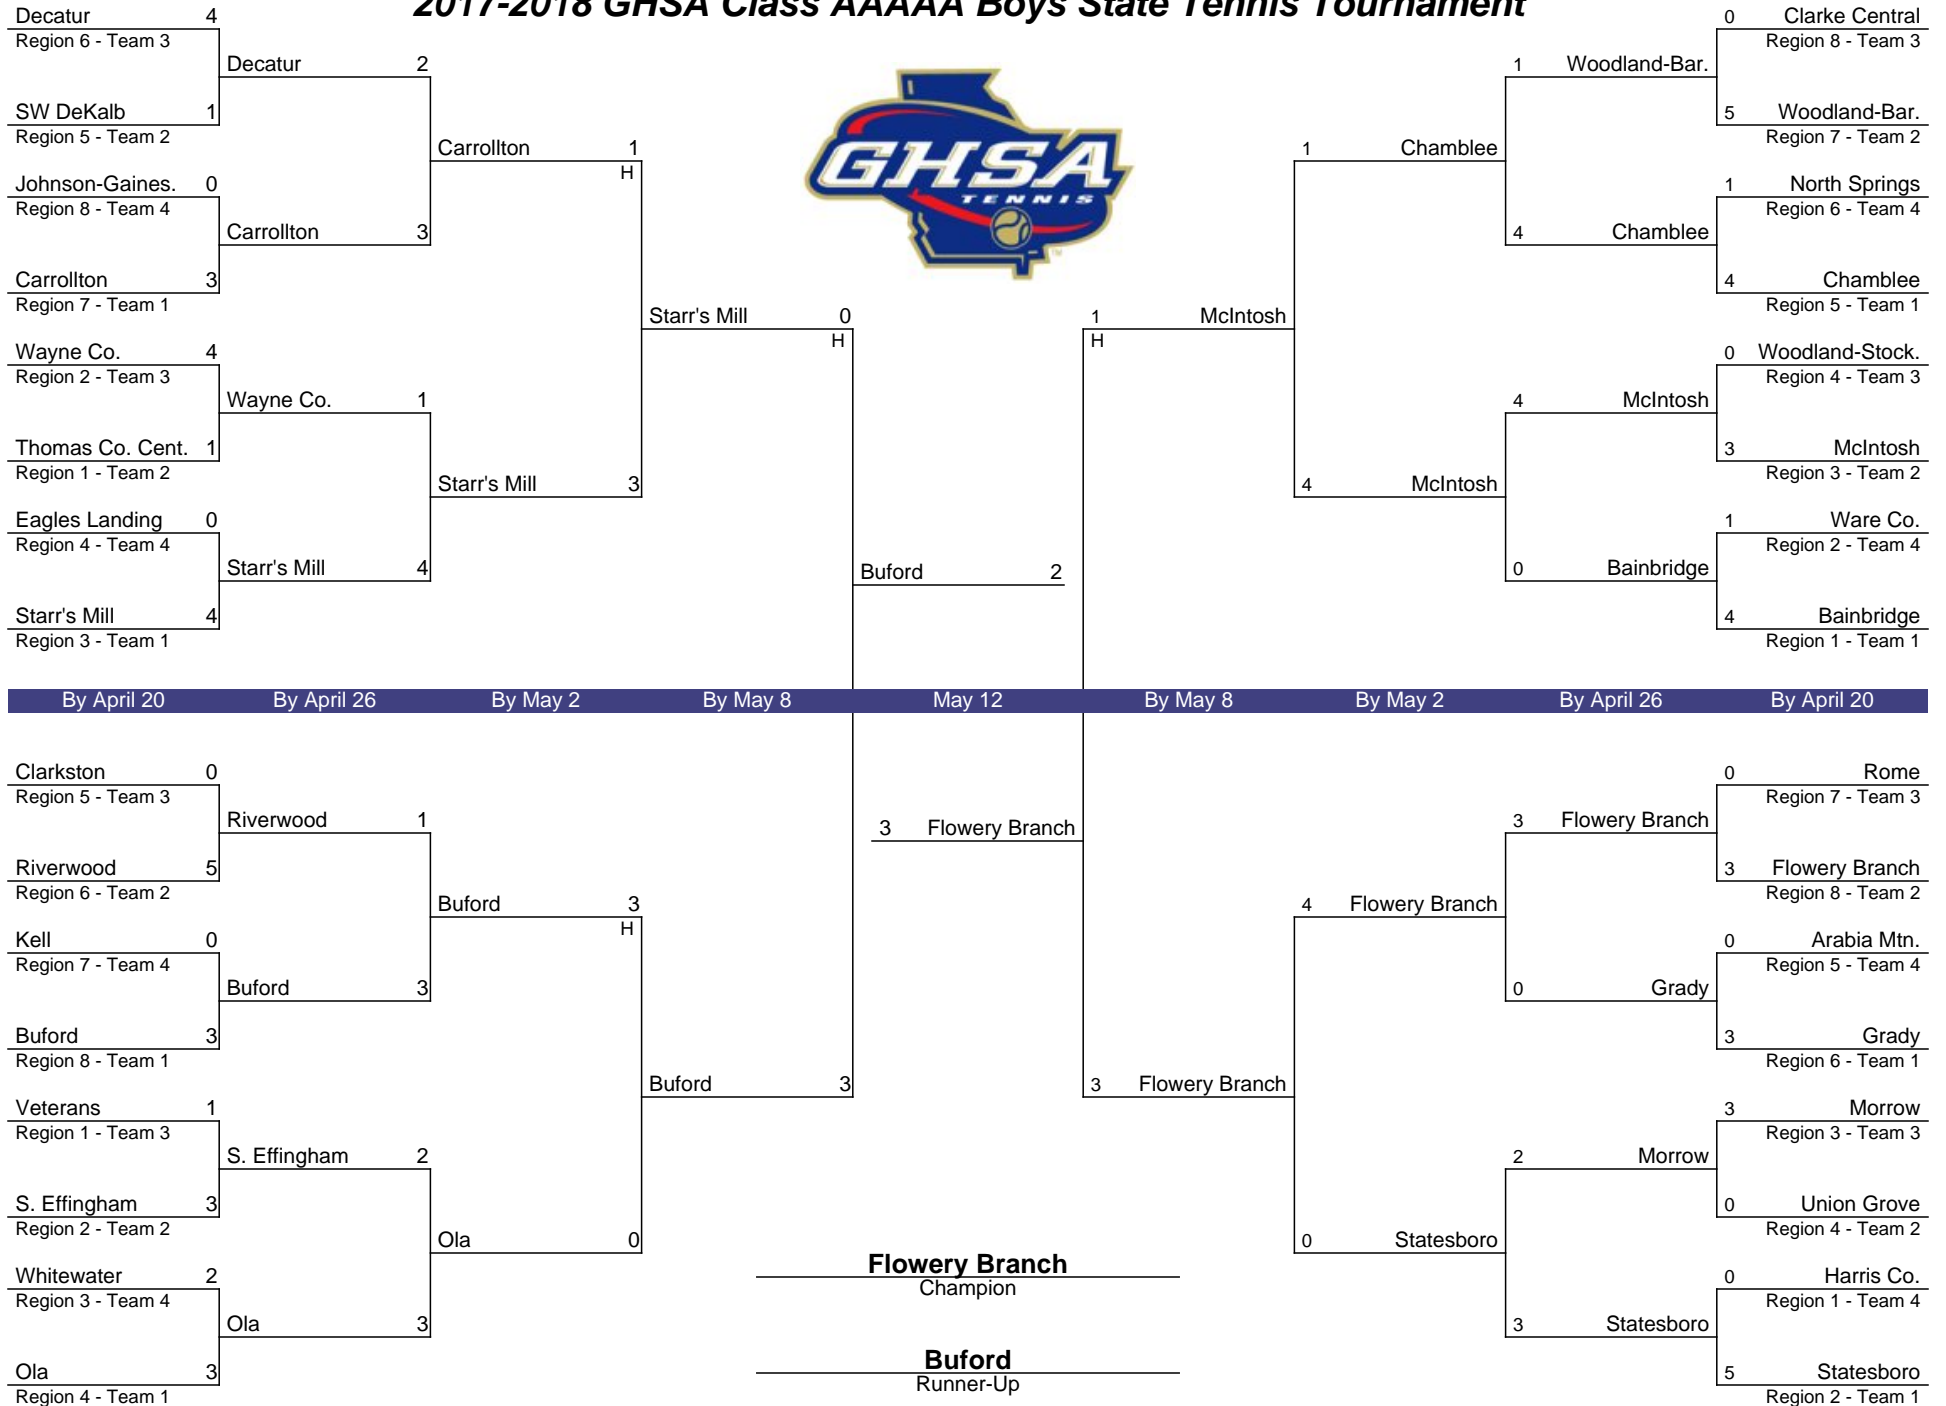 2017-2018 GHSA Class AAAAA Boys State Tennis Tournament
Decatur 4
Region 6 - Team 3
Decatur 2
SW DeKalb 1
Region 5 - Team 2
Carrollton 1
H
Johnson-Gaines. 0
Region 8 - Team 4
Carrollton 3
Carrollton 3
Region 7 - Team 1
Starr's Mill 0
H
Wayne Co. 4
Region 2 - Team 3
Wayne Co. 1
Thomas Co. Cent. 1
Region 1 - Team 2
Starr's Mill 3
Eagles Landing 0
Region 4 - Team 4
Starr's Mill 4
Starr's Mill 4
Region 3 - Team 1
Buford 2
GHSA
TENNIS
TM
0 Clarke Central
Region 8 - Team 3
1 Woodland-Bar.
5 Woodland-Bar.
Region 7 - Team 2
1 Chamblee
1 North Springs
Region 6 - Team 4
4 Chamblee
4 Chamblee
Region 5 - Team 1
1 McIntosh
H
0 Woodland-Stock.
Region 4 - Team 3
4 McIntosh
3 McIntosh
Region 3 - Team 2
4 McIntosh
1 Ware Co.
Region 2 - Team 4
0 Bainbridge
4 Bainbridge
Region 1 - Team 1
By April 20 By April 26 By May 2 By May 8 May 12 By May 8 By May 2 By April 26 By April 20
Clarkston 0
Region 5 - Team 3
Riverwood 1
Riverwood 5
Region 6 - Team 2
Buford 3
H
Kell 0
Region 7 - Team 4
Buford 3
Buford 3
Region 8 - Team 1
Buford 3
Veterans 1
Region 1 - Team 3
S. Effingham 2
S. Effingham 3
Region 2 - Team 2
Ola 0
Whitewater 2
Region 3 - Team 4
Ola 3
Ola 3
Region 4 - Team 1
3 Flowery Branch
0 Rome
Region 7 - Team 3
3 Flowery Branch
3 Flowery Branch
Region 8 - Team 2
4 Flowery Branch
0 Arabia Mtn.
Region 5 - Team 4
0 Grady
3 Grady
Region 6 - Team 1
3 Flowery Branch
3 Morrow
Region 3 - Team 3
2 Morrow
0 Union Grove
Region 4 - Team 2
0 Statesboro
0 Harris Co.
Region 1 - Team 4
3 Statesboro
5 Statesboro
Region 2 - Team 1
Flowery Branch
Champion
Buford
Runner-Up